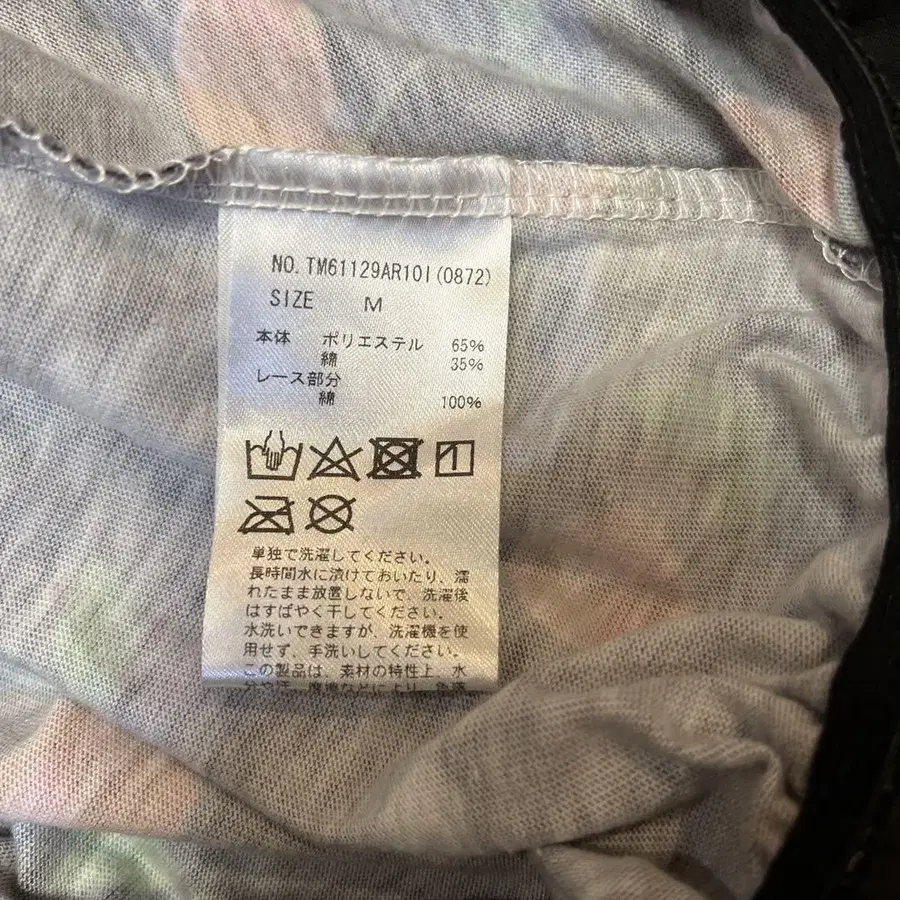 NO. TM61129AR10I(0872)
SIZE M
本体 ポリエステル 65%
綿 35%
レース部分
綿 100%
単独で洗濯してください。
長時間水に漬けておいたり、濡
れたまま放置しないで、洗濯後
はすばやく干してください。
水洗いできますが、洗濯機を使
用せず、手洗いしてください。
この製品は、素材の特性上、水